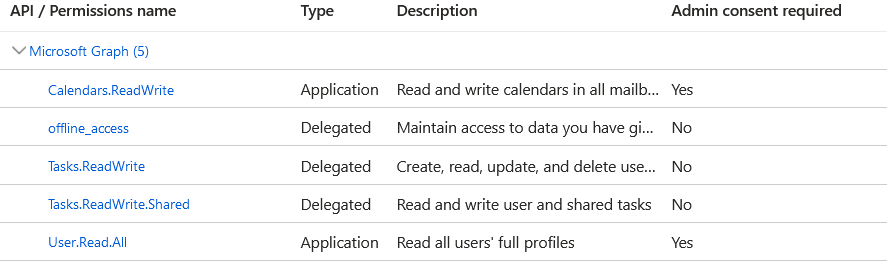 API / Permissions name Type Description Admin consent required
Microsoft Graph (5)
Calendars.ReadWrite Application Read and write calendars in all mailb... Yes
offline_access Delegated Maintain access to data you have gi... No
Tasks.ReadWrite Delegated Create, read, update, and delete use... No
Tasks.ReadWrite.Shared Delegated Read and write user and shared tasks No
User.Read.All Application Read all users' full profiles Yes